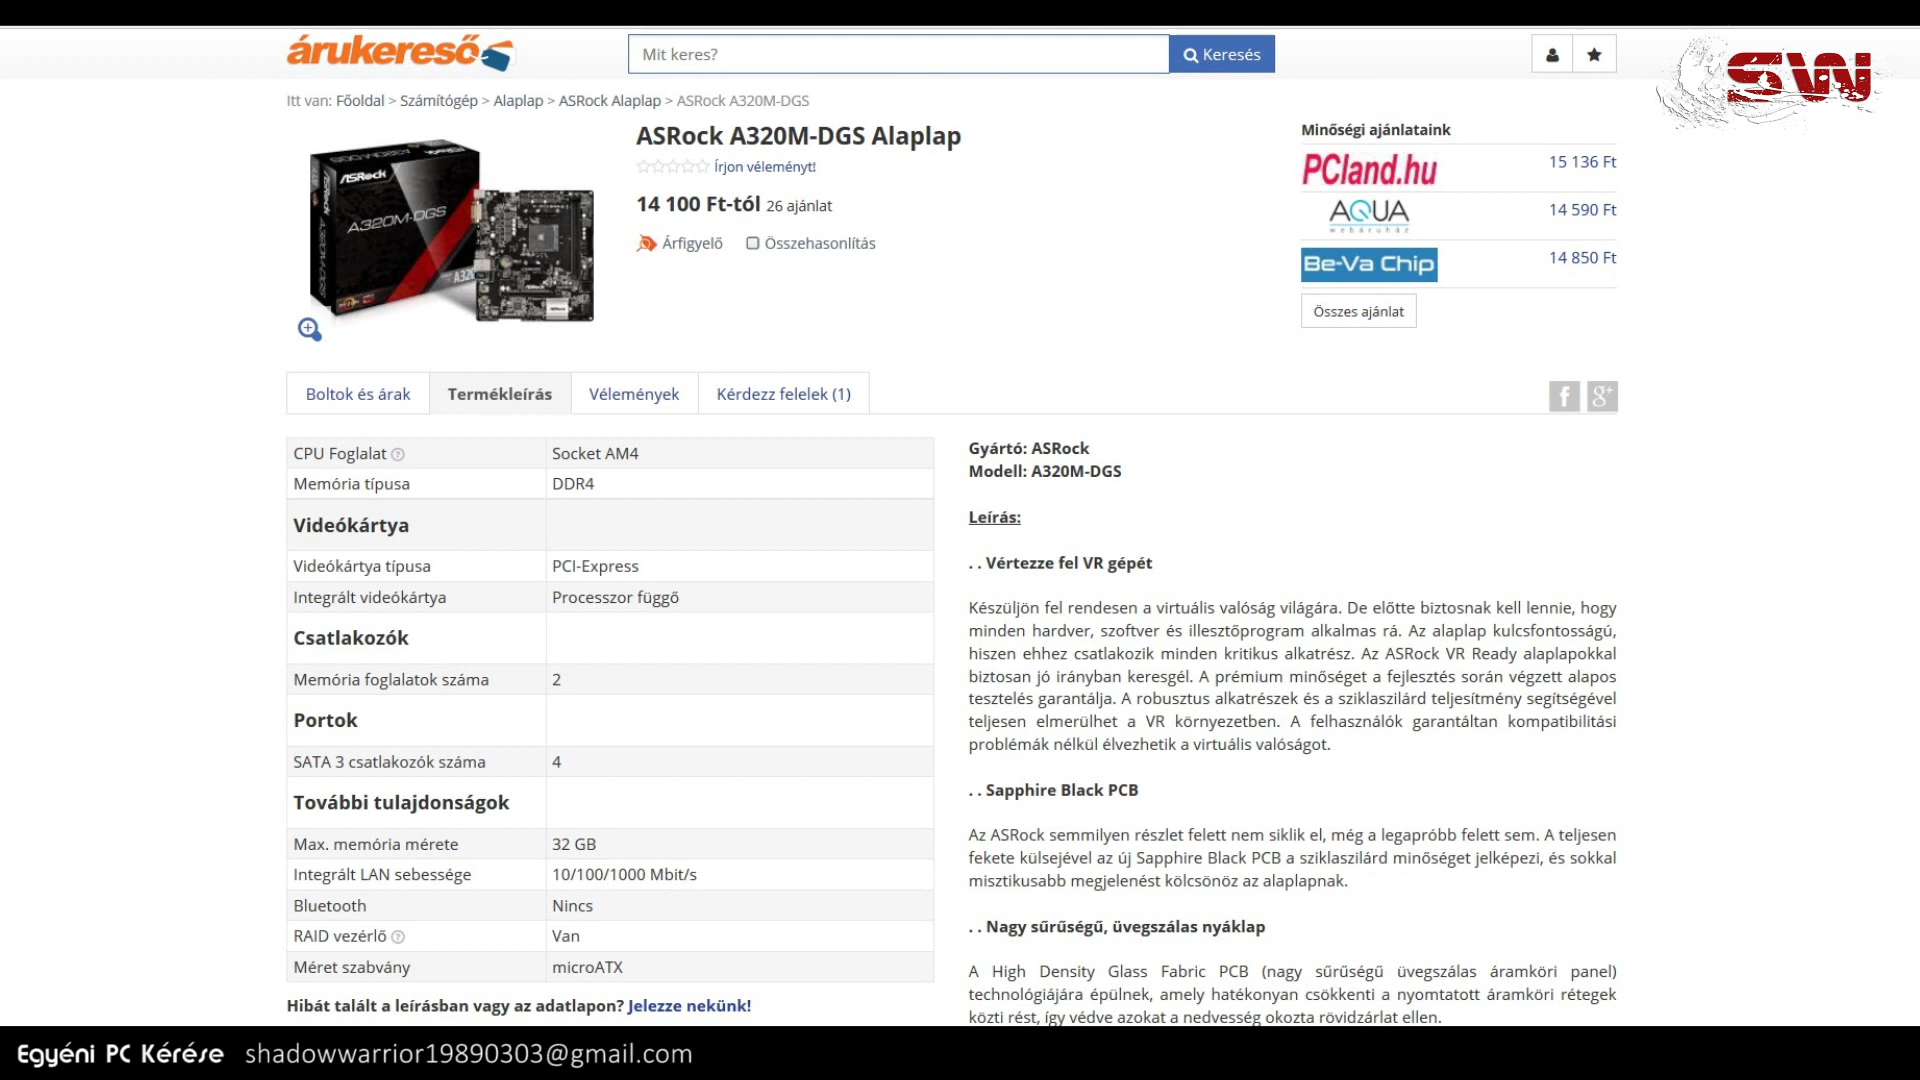 árukereső
Mit keres?
Keresés
SW
Itt van: Főoldal > Számítógép > Alaplap > ASRock Alaplap > ASRock A320M-DGS
ASRock A320M-DGS Alaplap
Írjon véleményt!
14 100 Ft-tól 26 ajánlat
Árfigyelő
Összehasonlítás
ASRock
A320M-DGS
Minőségi ajánlataink
PCland.hu 15 136 Ft
AQUA 14 590 Ft
webáruház
Be-Va Chip 14 850 Ft
Összes ajánlat
Boltok és árak
Termékleírás
Vélemények
Kérdezz felelek (1)
CPU Foglalat Socket AM4
Memória típusa DDR4
Videókártya
Videókártya típusa PCI-Express
Integrált videókártya Processzor függő
Csatlakozók
Memória foglalatok száma 2
Portok
SATA 3 csatlakozók száma 4
További tulajdonságok
Max. memória mérete 32 GB
Integrált LAN sebessége 10/100/1000 Mbit/s
Bluetooth Nincs
RAID vezérlő Van
Méret szabvány microATX
Hibát talált a leírásban vagy az adatlapon? Jelezze nekünk!
Gyártó: ASRock
Modell: A320M-DGS
Leírás:
. . Vértezze fel VR gépét
Készüljön fel rendesen a virtuális valóság világára. De előtte biztosnak kell lennie, hogy
minden hardver, szoftver és illesztőprogram alkalmas rá. Az alaplap kulcsfontosságú,
hiszen ehhez csatlakozik minden kritikus alkatrész. Az ASRock VR Ready alaplapokkal
biztosan jó irányban keresgél. A prémium minőséget a fejlesztés során végzett alapos
tesztelés garantálja. A robusztus alkatrészek és a sziklaszilárd teljesítmény segítségével
teljesen elmerülhet a VR környezetben. A felhasználók garantáltan kompatibilitási
problémák nélkül élvezhetik a virtuális valóságot.
. . Sapphire Black PCB
Az ASRock semmilyen részlet felett nem siklik el, még a legapróbb felett sem. A teljesen
fekete külsejével az új Sapphire Black PCB a sziklaszilárd minőséget jelképezi, és sokkal
misztikusabb megjelenést kölcsönöz az alaplapnak.
. . Nagy sűrűségű, üvegszálas nyáklap
A High Density Glass Fabric PCB (nagy sűrűségű üvegszálas áramköri panel)
technológiájára épülnek, amely hatékonyan csökkenti a nyomtatott áramköri rétegek
közti rést, így védve azokat a nedvesség okozta rövidzárlat ellen.
Egyéni PC Kérése shadowwarrior19890303@gmail.com